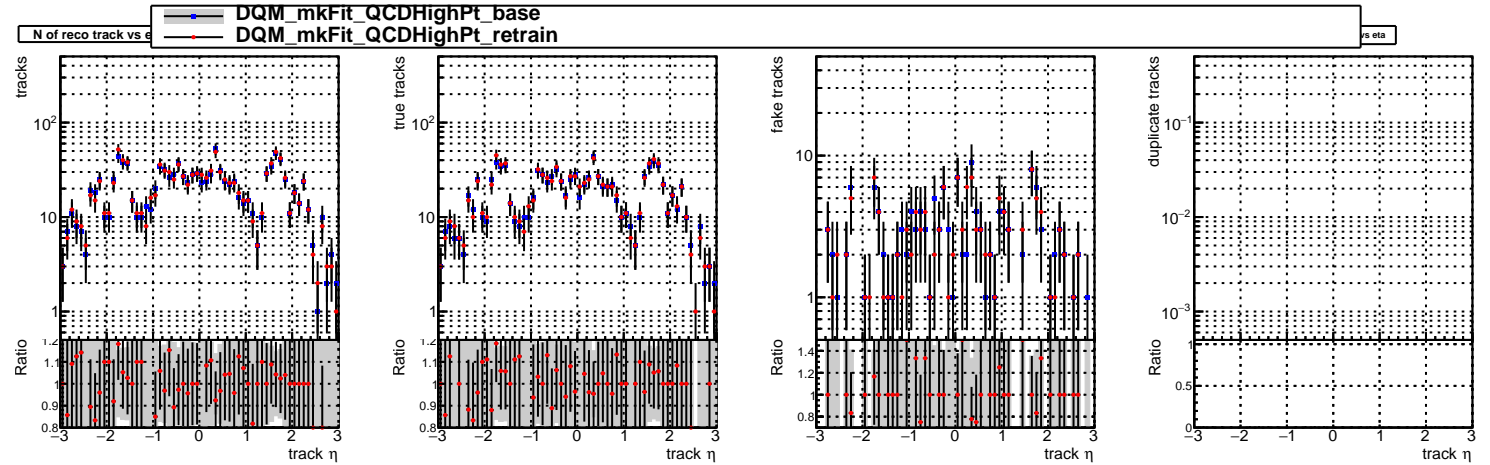 DQM_mkFit_QCDHighPt_base
DQM_mkFit_QCDHighPt_retrain
N of reco track vs e
vs eta
tracks
10²
10
1
Ratio
1.2
1.1
1
0.9
0.8
−3 −2 −1 0 1 2 3
track η
true tracks
10²
10
1
Ratio
1.2
1.1
1
0.9
0.8
−3 −2 −1 0 1 2 3
track η
fake tracks
10
1
Ratio
1.4
1.2
1
0.8
−3 −2 −1 0 1 2 3
track η
duplicate tracks
10⁻¹
10⁻²
10⁻³
Ratio
1
0.5
0
−3 −2 −1 0 1 2 3
track η